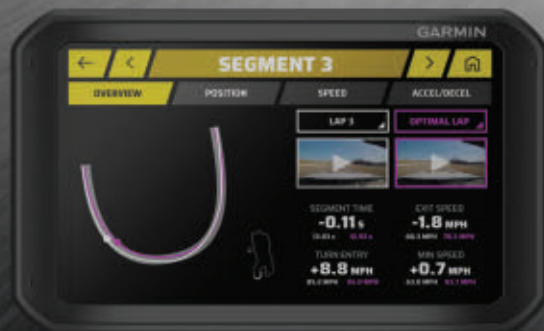 GARMIN
SEGMENT 3
OVERVIEW POSITION SPEED ACCEL/DECEL
LAP 3 OPTIMAL LAP
SEGMENT TIME EXIT SPEED
-0.11 s -1.8 MPH
TURN ENTRY MIN SPEED
+8.8 MPH +0.7 MPH